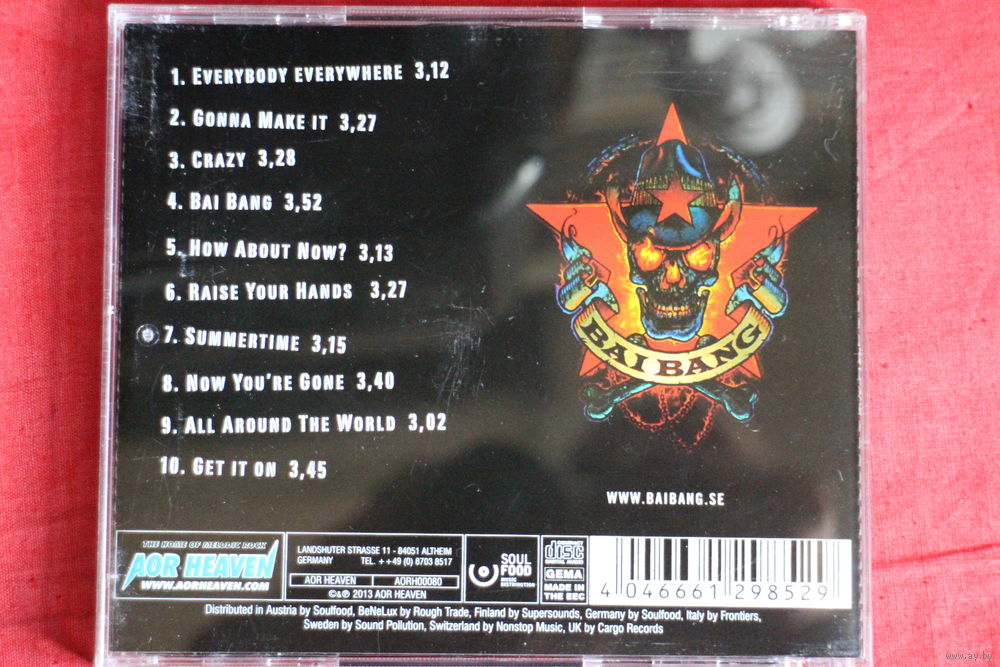 1. EVERYBODY EVERYWHERE 3,12
2. GONNA MAKE IT 3,27
3. CRAZY 3,28
4. BAI BANG 3,52
5. HOW ABOUT NOW? 3,13
6. RAISE YOUR HANDS 3,27
7. SUMMERTIME 3,15
8. NOW YOU'RE GONE 3,40
9. ALL AROUND THE WORLD 3,02
10. GET IT ON 3,45
BAI BANG
WWW.BAIBANG.SE
THE HOME OF MELODIC ROCK
AOR HEAVEN
WWW.AORHEAVEN.COM
LANDSHUTER STRASSE 11 - 84051 ALTHEIM
GERMANY TEL. ++49 (0) 8703 8517
AOR HEAVEN AORH00080
©&℗ 2013 AOR HEAVEN
SOUL
FOOD
MUSIC
DISTRIBUTION
COMPACT
disc
DIGITAL AUDIO
GEMA
MADE IN
THE EEC
4 046661 298529
Distributed in Austria by Soulfood, BeNeLux by Rough Trade, Finland by Supersounds, Germany by Soulfood, Italy by Frontiers,
Sweden by Sound Pollution, Switzerland by Nonstop Music, UK by Cargo Records
www.ay.by